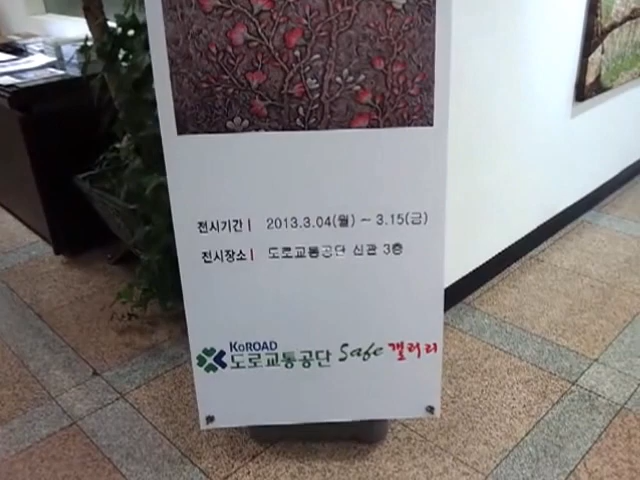 전시기간 | 2013.3.04(월) ~ 3.15(금)
전시장소 | 도로교통공단 신관 3층
KoROAD
도로교통공단 Safe 갤러리